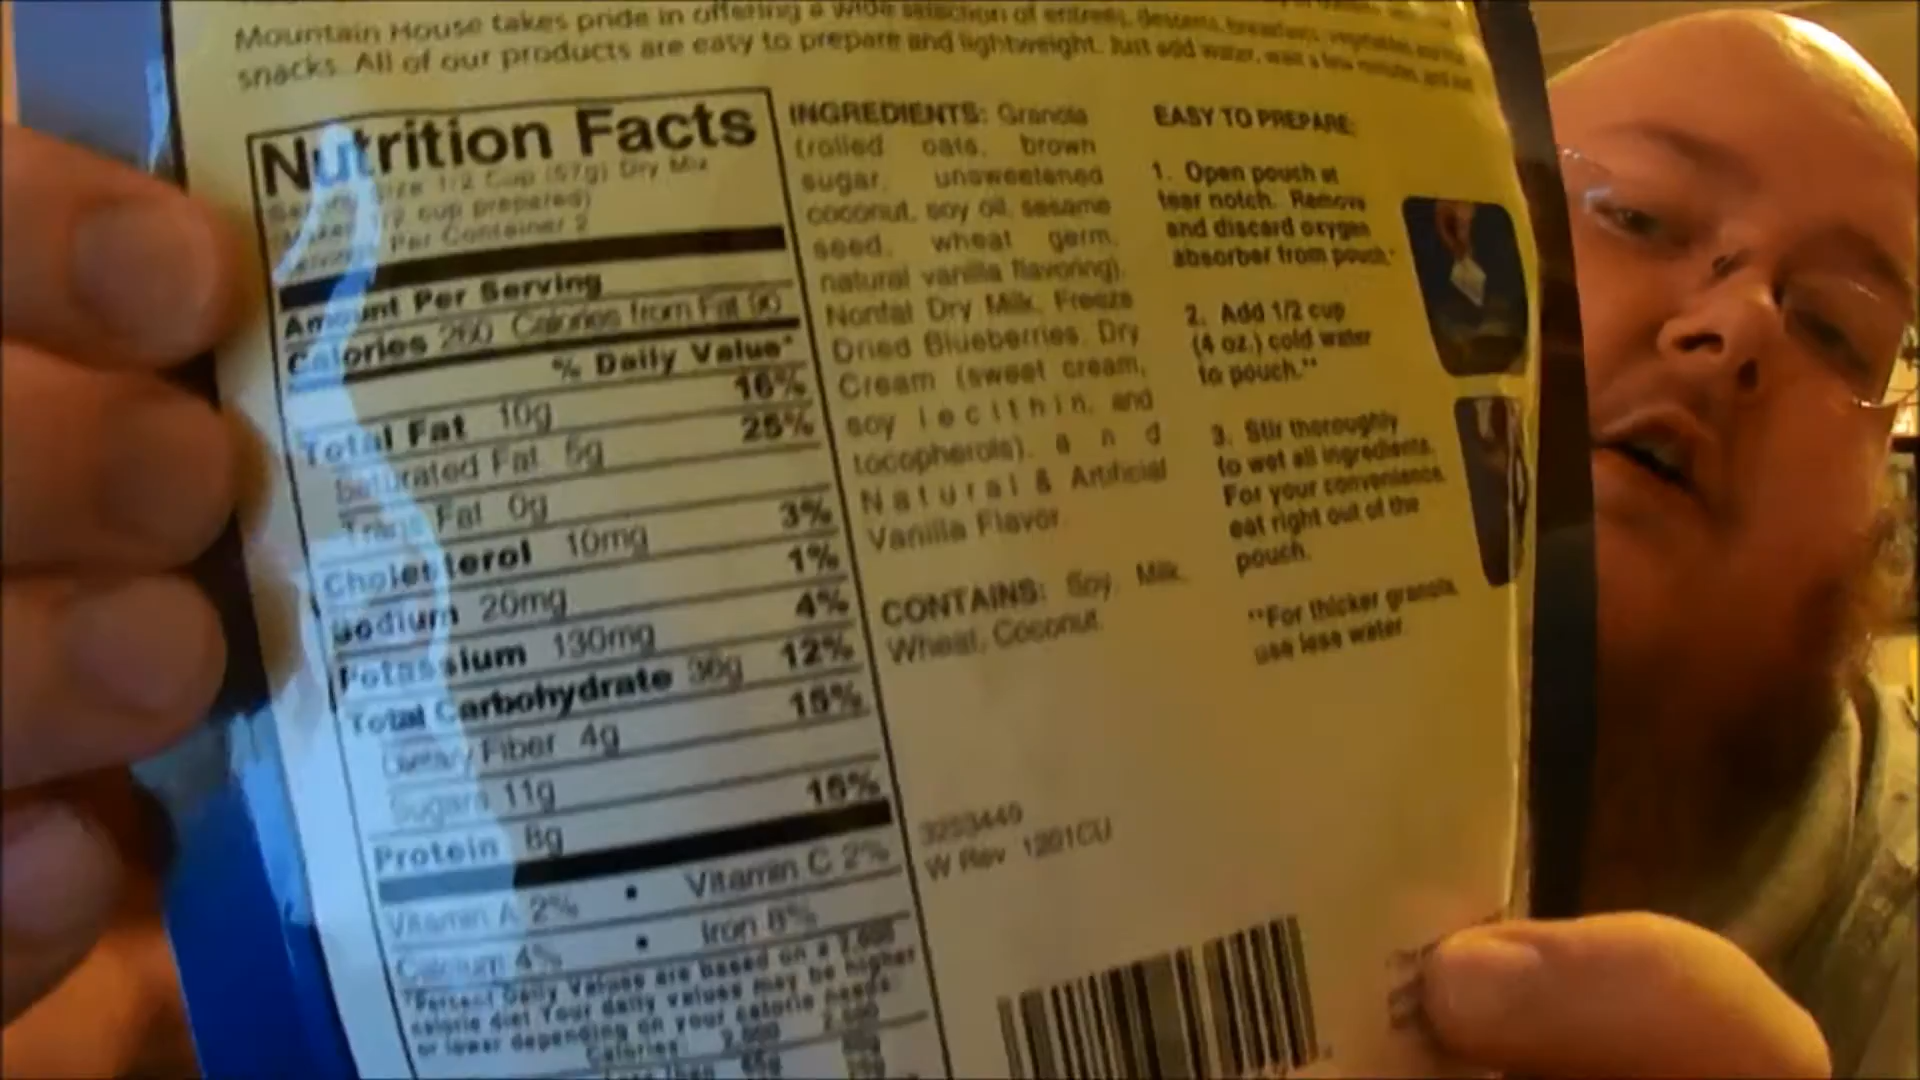 Mountain House takes pride in offering a wide selection of entrees, desserts, breakfasts, vegetables and
snacks. All of our products are easy to prepare and lightweight. Just add water, wait a few minutes and
Nutrition Facts
Serving Size 1/2 Cup (57g) Dry Mix
(Makes 1/2 cup prepared)
Servings Per Container 2
Amount Per Serving
Calories 260 Calories from Fat 90
% Daily Value*
Total Fat 10g 16%
Saturated Fat 5g 25%
Trans Fat 0g
Cholesterol 10mg 3%
Sodium 20mg 1%
Potassium 130mg 4%
Total Carbohydrate 36g 12%
Dietary Fiber 4g 15%
Sugars 11g
Protein 8g 15%
Vitamin A 2% • Vitamin C 2%
Calcium 4% • Iron 8%
*Percent Daily Values are based on a 2,000
calorie diet Your daily values may be higher
or lower depending on your calorie needs:
Calories: 2,000 2,500
Less than 65g 80g
INGREDIENTS: Granola
(rolled oats, brown
sugar, unsweetened
coconut, soy oil, sesame
seed, wheat germ,
natural vanilla flavoring),
Nonfat Dry Milk, Freeze
Dried Blueberries, Dry
Cream (sweet cream,
soy lecithin, and
tocopherols), and
Natural & Artificial
Vanilla Flavor
CONTAINS: Soy, Milk,
Wheat, Coconut.
3253449
W Rev 1201CU
EASY TO PREPARE:
1. Open pouch at
tear notch. Remove
and discard oxygen
absorber from pouch.*
2. Add 1/2 cup
(4 oz.) cold water
to pouch.**
3. Stir thoroughly
to wet all ingredients.
For your convenience,
eat right out of the
pouch.
**For thicker granola,
use less water.